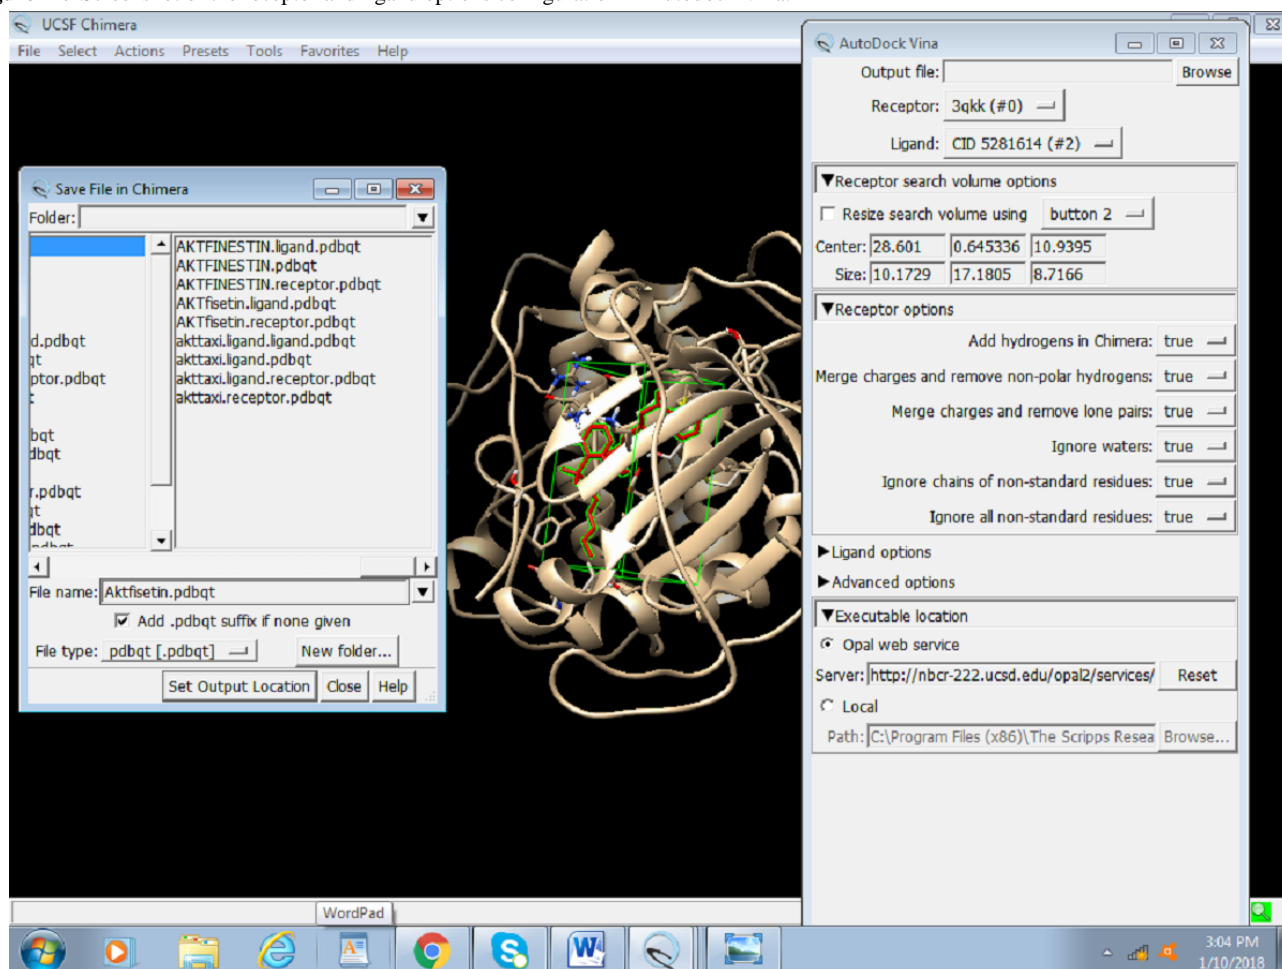 UCSF Chimera
File Select Actions Presets Tools Favorites Help
Save File in Chimera
Folder:
d.pdbqt
qt
ptor.pdbqt
t
bqt
dbqt
r.pdbqt
qt
dbqt
AKTFINESTIN.ligand.pdbqt
AKTFINESTIN.pdbqt
AKTFINESTIN.receptor.pdbqt
AKTfisetin.ligand.pdbqt
AKTfisetin.receptor.pdbqt
akttaxi.ligand.ligand.pdbqt
akttaxi.ligand.pdbqt
akttaxi.ligand.receptor.pdbqt
akttaxi.receptor.pdbqt
File name: Aktfisetin.pdbqt
Add .pdbqt suffix if none given
File type: pdbqt [.pdbqt] New folder...
Set Output Location Close Help
AutoDock Vina
Output file: Browse
Receptor: 3qkk (#0)
Ligand: CID 5281614 (#2)
Receptor search volume options
Resize search volume using button 2
Center: 28.601 0.645336 10.9395
Size: 10.1729 17.1805 8.7166
Receptor options
Add hydrogens in Chimera: true
Merge charges and remove non-polar hydrogens: true
Merge charges and remove lone pairs: true
Ignore waters: true
Ignore chains of non-standard residues: true
Ignore all non-standard residues: true
Ligand options
Advanced options
Executable location
Opal web service
Server: http://nbcr-222.ucsd.edu/opal2/services/ Reset
Local
Path: C:\Program Files (x86)\The Scripps Resea Browse...
WordPad
3:04 PM
1/10/2018